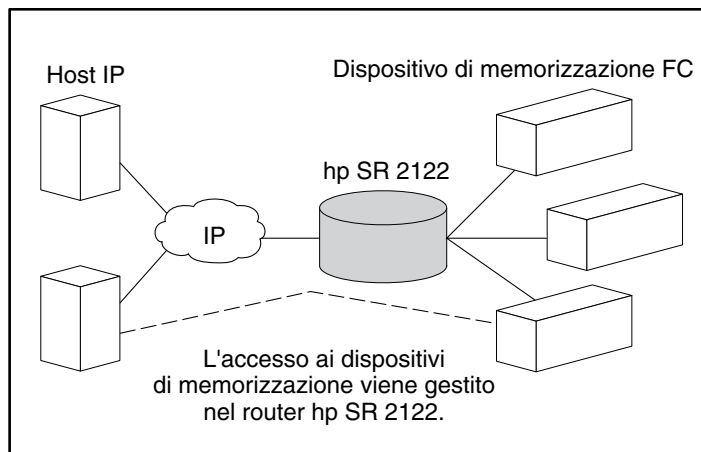 Host IP
Dispositivo di memorizzazione FC
hp SR 2122
IP
L'accesso ai dispositivi
di memorizzazione viene gestito
nel router hp SR 2122.